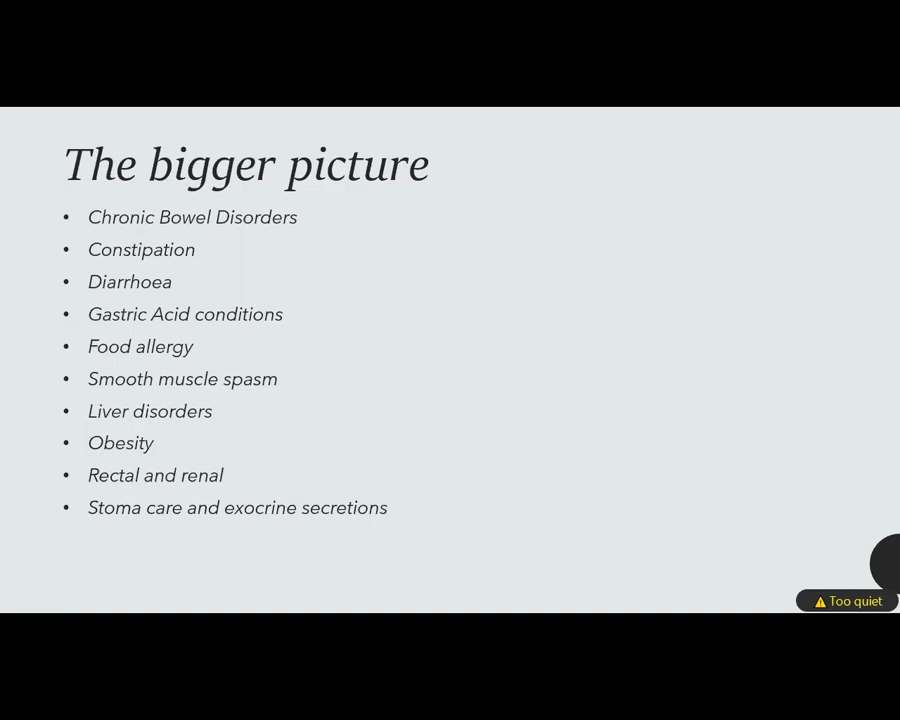 The bigger picture
• Chronic Bowel Disorders
• Constipation
• Diarrhoea
• Gastric Acid conditions
• Food allergy
• Smooth muscle spasm
• Liver disorders
• Obesity
• Rectal and renal
• Stoma care and exocrine secretions
Too quiet